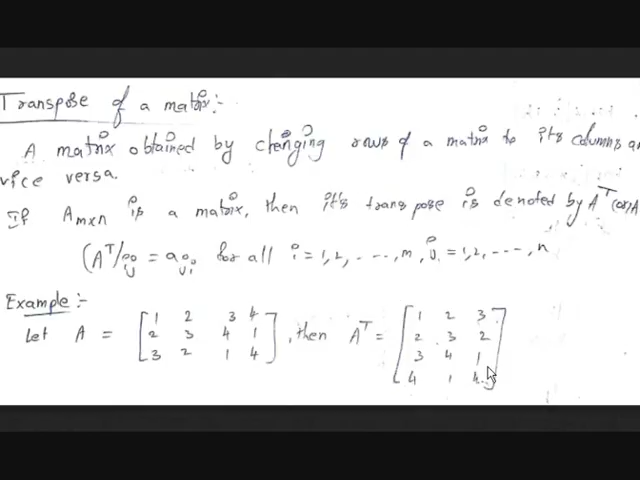 Transpose of a matrix:-
A matrix obtained by changing rows of a matrix to its columns an
vice versa.
If Amxn is a matrix, then it's transpose is denoted by A^T (or) A
(A^T)ij = aji for all i = 1,2, ----, m, j = 1,2, ----, n
Example:-
Let A = [1 2 3 4; 2 3 4 1; 3 2 1 4], then A^T = [1 2 3; 2 3 2; 3 4 1; 4 1 4]